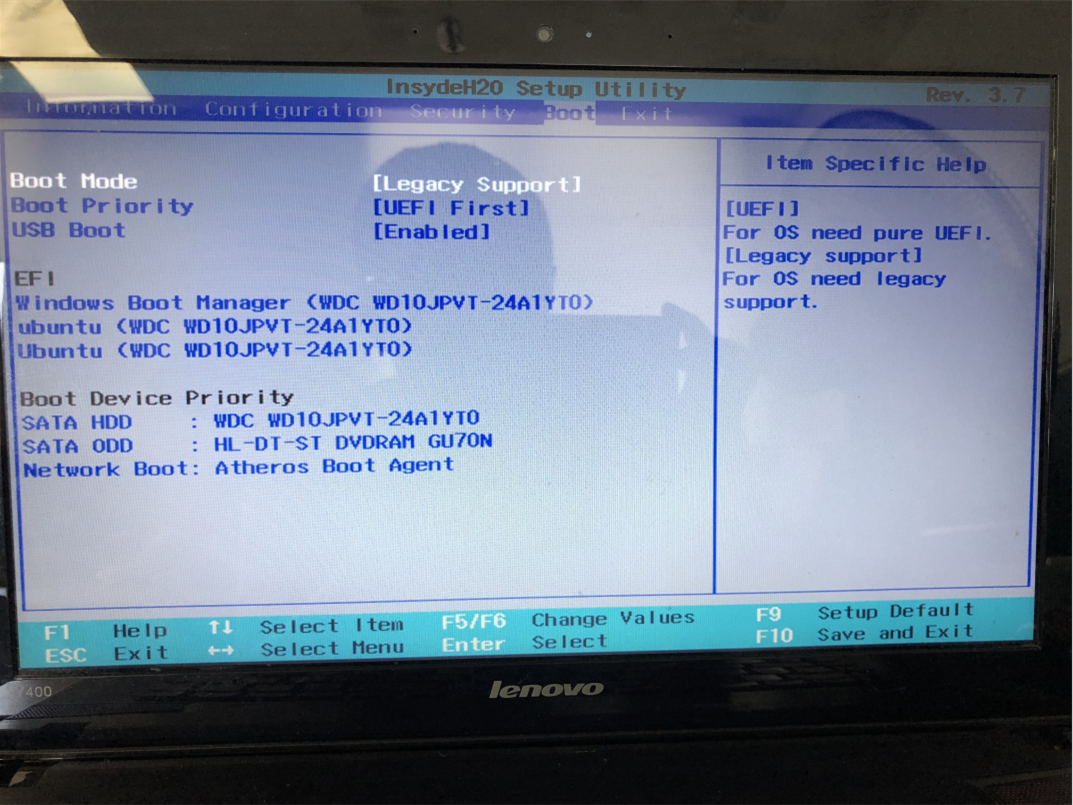 InsydeH20 Setup Utility
Rev. 3.7
Information Configuration Security Boot Exit
Boot Mode [Legacy Support]
Boot Priority [UEFI First]
USB Boot [Enabled]
EFI
Windows Boot Manager (WDC WD10JPVT-24A1YT0)
ubuntu (WDC WD10JPVT-24A1YT0)
Ubuntu (WDC WD10JPVT-24A1YT0)
Boot Device Priority
SATA HDD : WDC WD10JPVT-24A1YT0
SATA ODD : HL-DT-ST DVDRAM GU70N
Network Boot: Atheros Boot Agent
Item Specific Help
[UEFI]
For OS need pure UEFI.
[Legacy support]
For OS need legacy
support.
F1 Help ↑↓ Select Item F5/F6 Change Values F9 Setup Default
ESC Exit ←→ Select Menu Enter Select F10 Save and Exit
Y400
lenovo